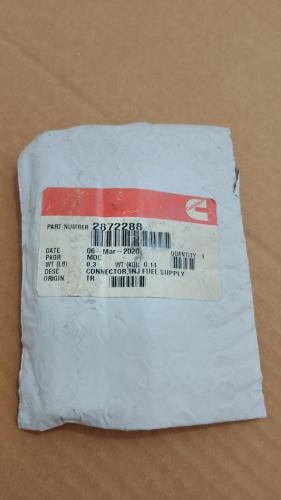 PART NUMBER 2872288
DATE 06-Mar-2020 QUANTITY 1
PKGR MDC
WT (LB) 0.3 WT (KG) 0.14
DESC CONNECTOR,INJ FUEL SUPPLY
ORIGIN TR